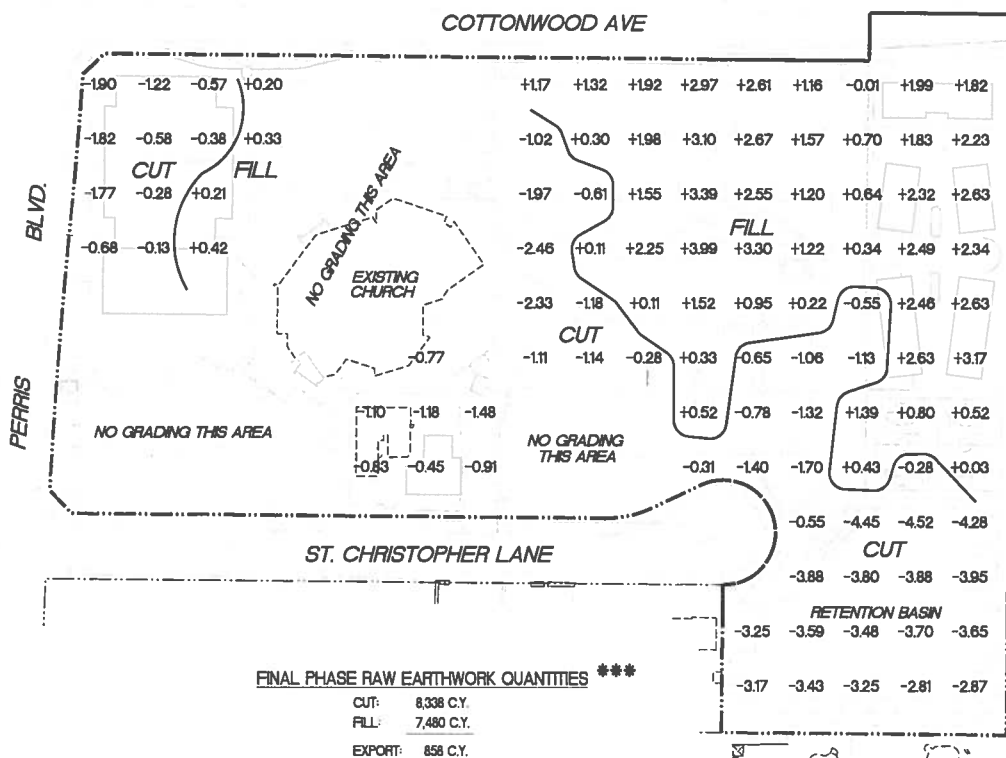 COTTONWOOD AVE
-1.90 -1.22 -0.57 +0.20 +1.17 +1.32 +1.92 +2.97 +2.61 +1.16 -0.01 +1.99 +1.82
-1.82 -0.58 -0.38 +0.33 -1.02 +0.30 +1.98 +3.10 +2.67 +1.57 +0.70 +1.83 +2.23
CUT FILL
-1.77 -0.28 +0.21 -1.97 -0.61 +1.55 +3.39 +2.55 +1.20 +0.64 +2.32 +2.63
BLVD.
NO GRADING THIS AREA
FILL
-0.68 -0.13 +0.42 -2.46 +0.11 +2.25 +3.99 +3.30 +1.22 +0.34 +2.49 +2.34
EXISTING
CHURCH
-2.33 -1.18 +0.11 +1.52 +0.95 +0.22 -0.55 +2.46 +2.63
CUT
-0.77 -1.11 -1.14 -0.28 +0.33 -0.65 -1.06 -1.13 +2.63 +3.17
PERRIS
-1.10 -1.18 -1.48 +0.52 -0.78 -1.32 +1.39 +0.80 +0.52
NO GRADING THIS AREA
NO GRADING
THIS AREA
-0.83 -0.45 -0.91 -0.31 -1.40 -1.70 +0.43 -0.28 +0.03
-0.55 -4.45 -4.52 -4.28
ST. CHRISTOPHER LANE
CUT
-3.88 -3.80 -3.88 -3.95
RETENTION BASIN
-3.25 -3.59 -3.48 -3.70 -3.65
-3.17 -3.43 -3.25 -2.81 -2.87
FINAL PHASE RAW EARTHWORK QUANTITIES ***
CUT: 8,338 C.Y.
FILL: 7,480 C.Y.
EXPORT: 858 C.Y.